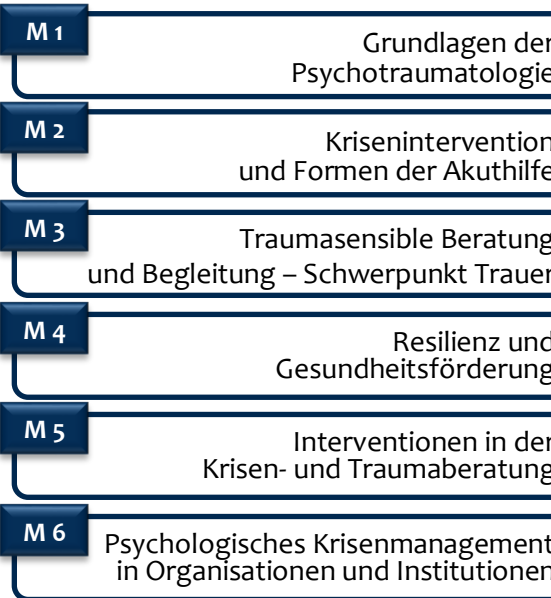 M 1
Grundlagen der
Psychotraumatologie
M 2
Krisenintervention
und Formen der Akuthilfe
M 3
Traumasensible Beratung
und Begleitung – Schwerpunkt Trauer
M 4
Resilienz und
Gesundheitsförderung
M 5
Interventionen in der
Krisen- und Traumaberatung
M 6
Psychologisches Krisenmanagement
in Organisationen und Institutionen